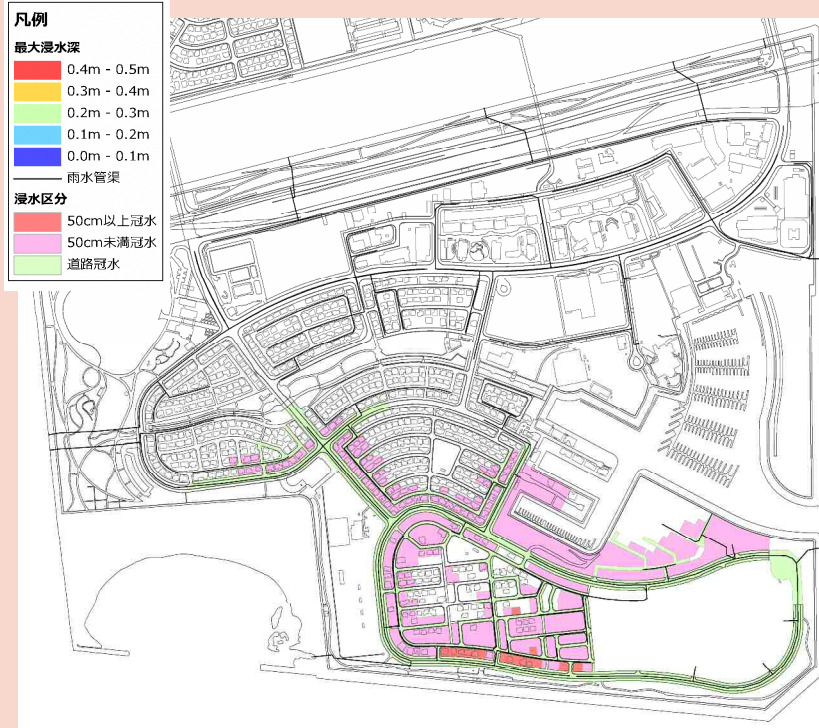 凡例
最大浸水深
0.4m - 0.5m
0.3m - 0.4m
0.2m - 0.3m
0.1m - 0.2m
0.0m - 0.1m
雨水管渠
浸水区分
50cm以上冠水
50cm未満冠水
道路冠水